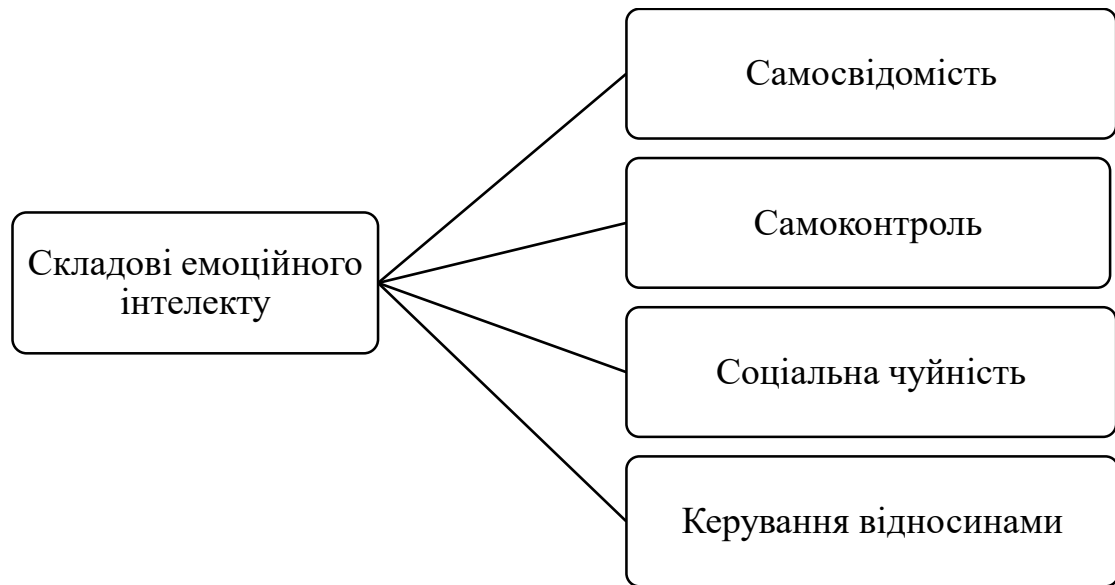 Складові емоційного
інтелекту
Самосвідомість
Самоконтроль
Соціальна чуйність
Керування відносинами